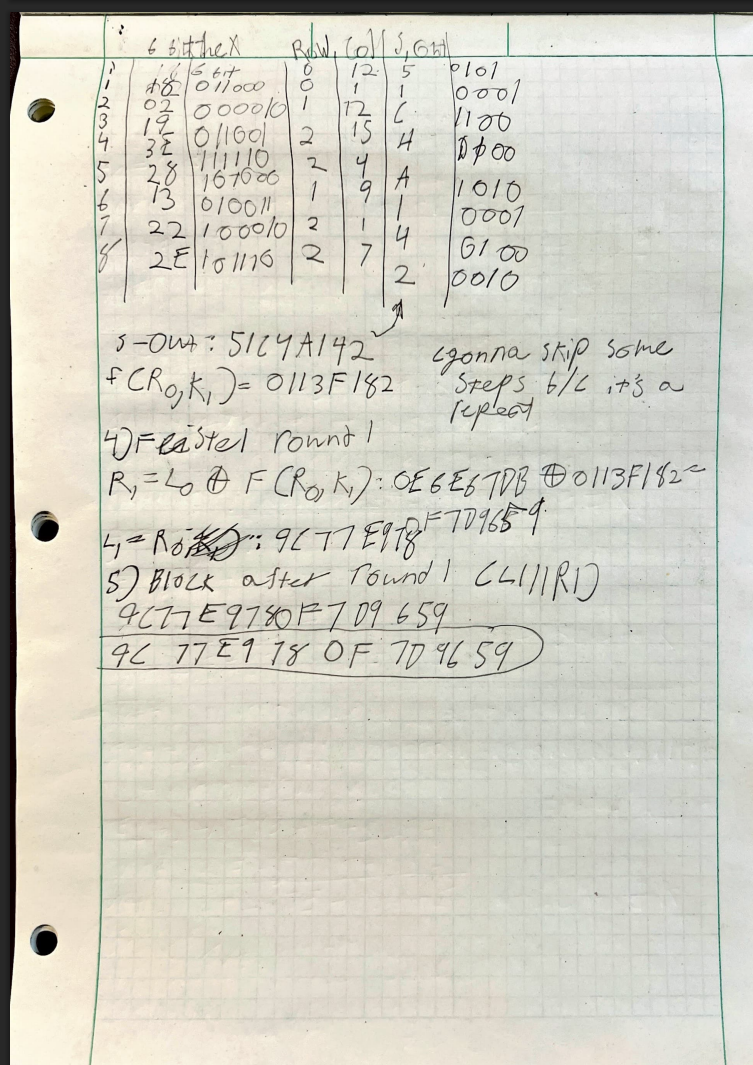 6 bit hex Row Col S, Out
1 18 6 bit 011000 0 12 5 0101
2 02 000010 0 1 1 0001
3 19 011001 1 12 C 1100
4 3E 111110 2 15 4
5 28 101000 2 4 A 1010
6 13 010011 1 9 1 0001
7 22 100010 2 1 4 0100
8 2E 101110 2 7 2 0010
S-Out: 51C4A142
(gonna skip some
steps b/c it's a
repeat
f(R0,K1)= 0113F182
4) Feistel round 1
R1 = L0 ⊕ F(R0,K1): 0E6E67DB ⊕ 0113F182=
0F7D9659
L1 = R0: 9C77E978
5) Block after round 1 (L1||R1)
9C77E9780F7D9659
9C 77 E9 78 0F 7D 96 59